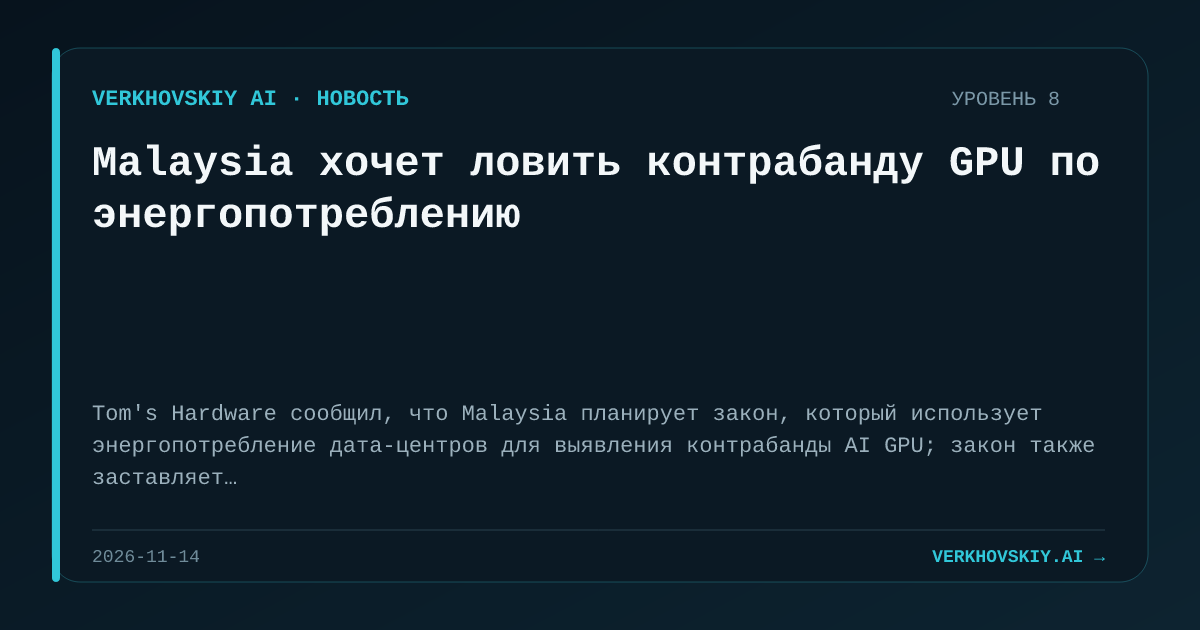 VERKHOVSKIY AI · НОВОСТЬ
УРОВЕНЬ 8
Malaysia хочет ловить контрабанду GPU по
энергопотреблению
Tom's Hardware сообщил, что Malaysia планирует закон, который использует
энергопотребление дата-центров для выявления контрабанды AI GPU; закон также
заставляет…
2026-11-14
VERKHOVSKIY.AI →